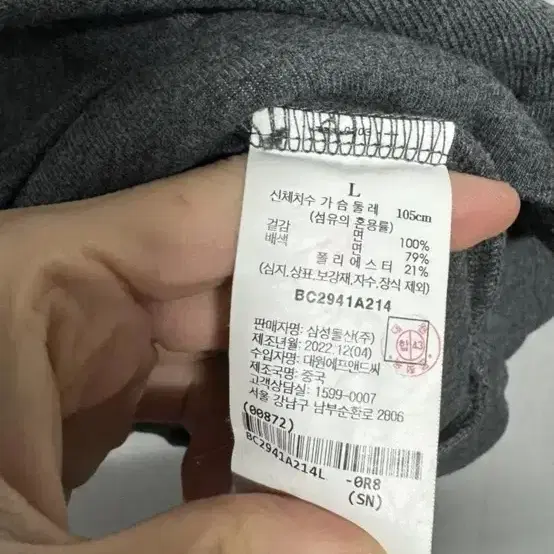 L
신체치수 가슴둘레 105cm
(섬유의 혼용률)
겉감 면 100%
배색 면 79%
폴리에스터 21%
(심지,상표,보강재,자수,장식 제외)
BC2941A214
판매자명: 삼성물산(주)
제조년월: 2022.12(04)
수입자명: 대원에프앤드씨
제조국명: 중국
고객상담실: 1599-0007
서울 강남구 남부순환로 2806
(00872)
BC2941A214L -0R8
(SN)